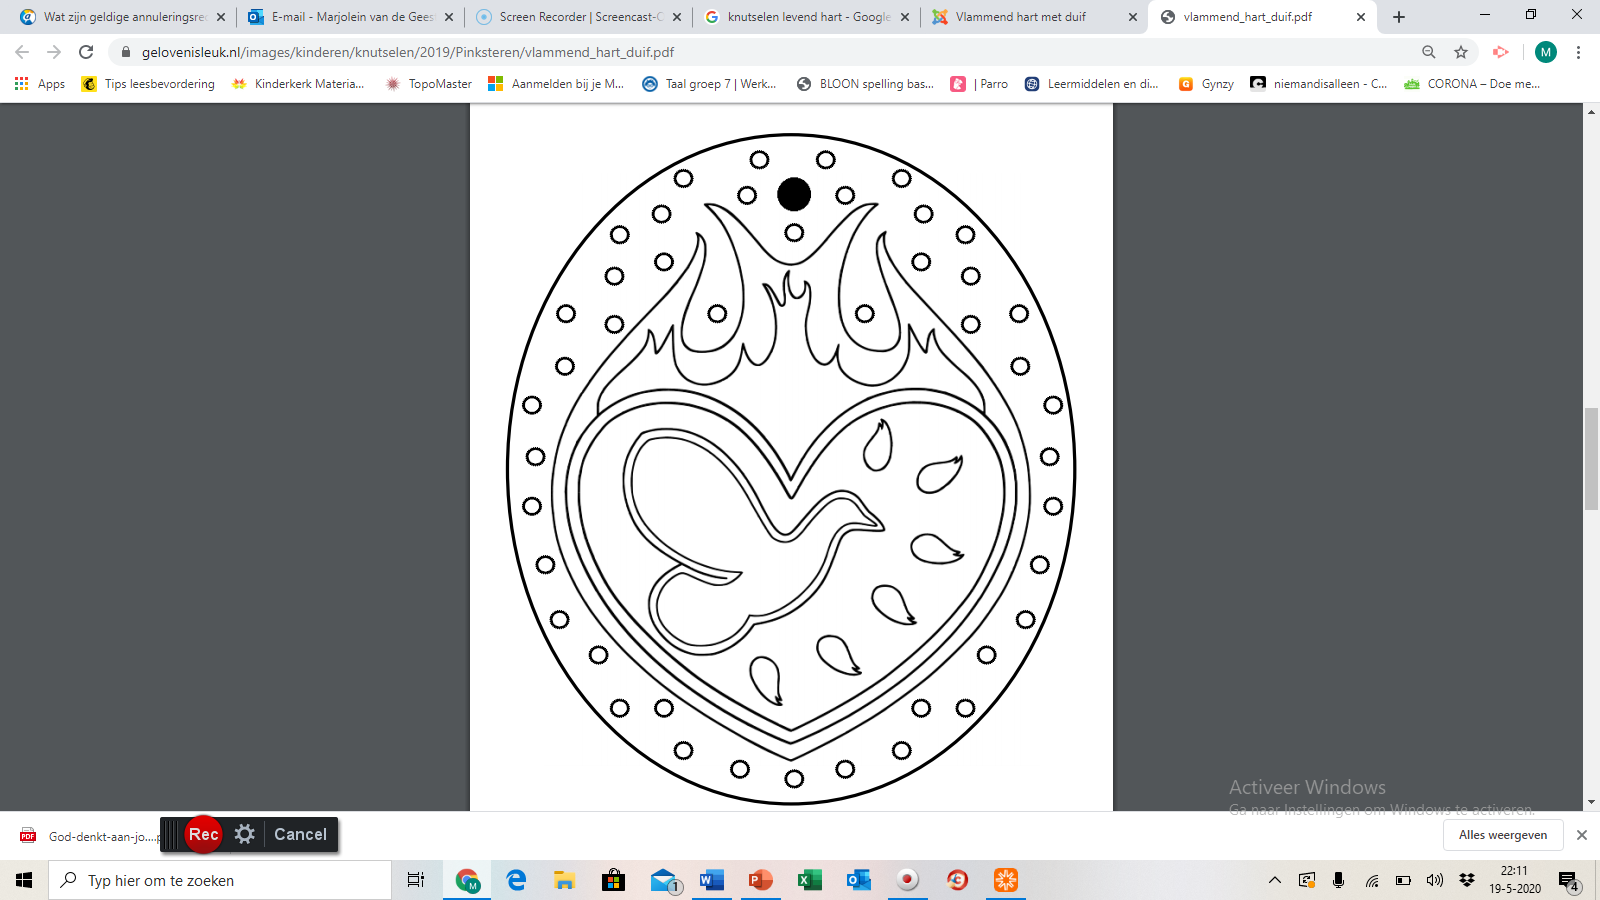 Wat zijn geldige annuleringsre
E-mail - Marjolein van de Gees
Screen Recorder | Screencast-O
knutselen levend hart - Google
Vlammend hart met duif
vlammend_hart_duif.pdf
gelovenisleuk.nl/images/kinderen/knutselen/2019/Pinksteren/vlammend_hart_duif.pdf
M
Apps
Tips leesbevordering
Kinderkerk Materia...
TopoMaster
Aanmelden bij je M...
Taal groep 7 | Werk...
BLOON spelling bas...
| Parro
Leermiddelen en di...
Gynzy
niemandisalleen - C...
CORONA – Doe me...
Activeer Windows
Ga naar Instellingen om Windows te activeren.
PDF
God-denkt-aan-jo....p
Rec
Cancel
Alles weergeven
Typ hier om te zoeken
M
1
22:11
19-5-2020
4